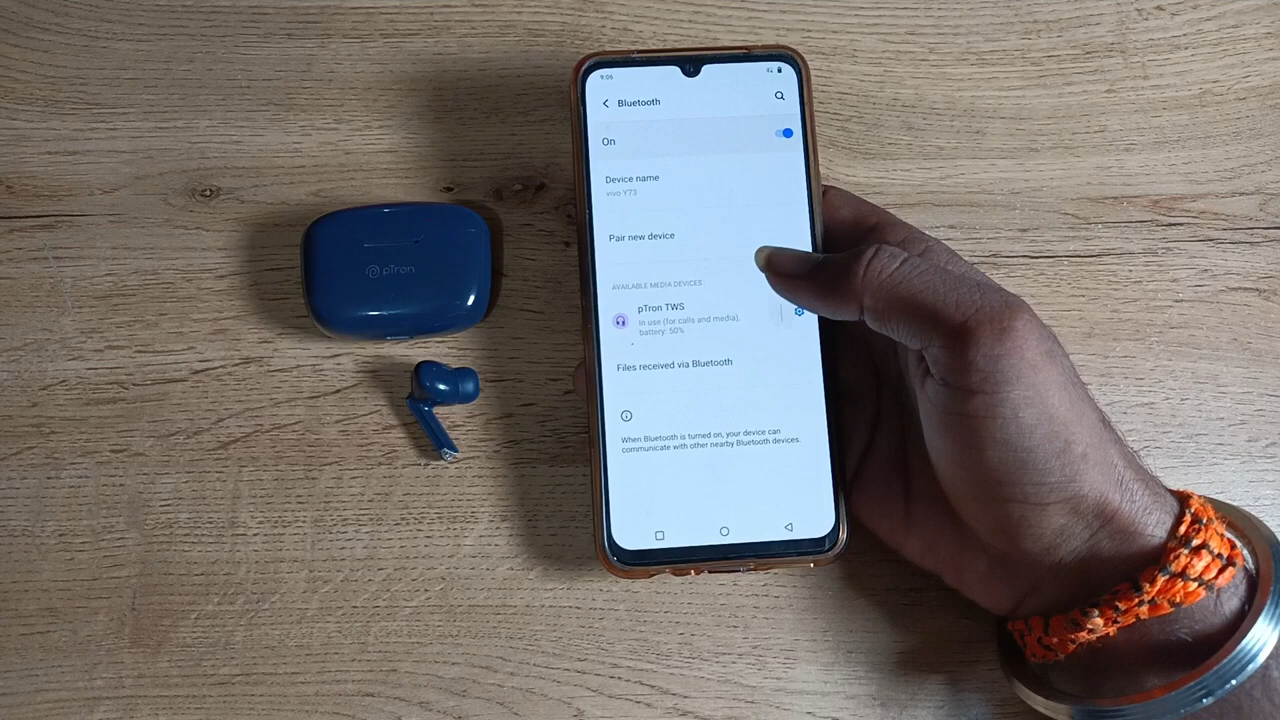 9:06
Bluetooth
On
Device name
vivo Y73
Pair new device
AVAILABLE MEDIA DEVICES
pTron TWS
In use (for calls and media),
battery: 50%
Files received via Bluetooth
When Bluetooth is turned on, your device can
communicate with other nearby Bluetooth devices.
pTron